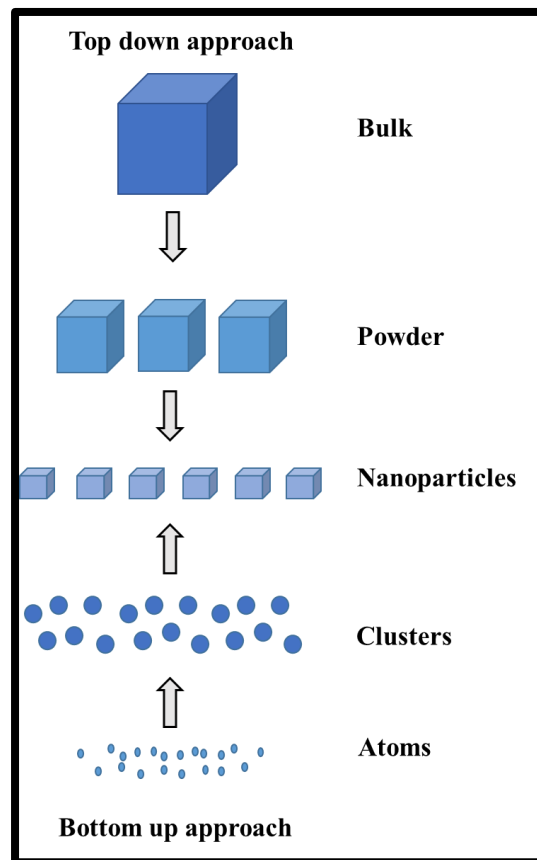 Top down approach
Bulk
Powder
Nanoparticles
Clusters
Atoms
Bottom up approach